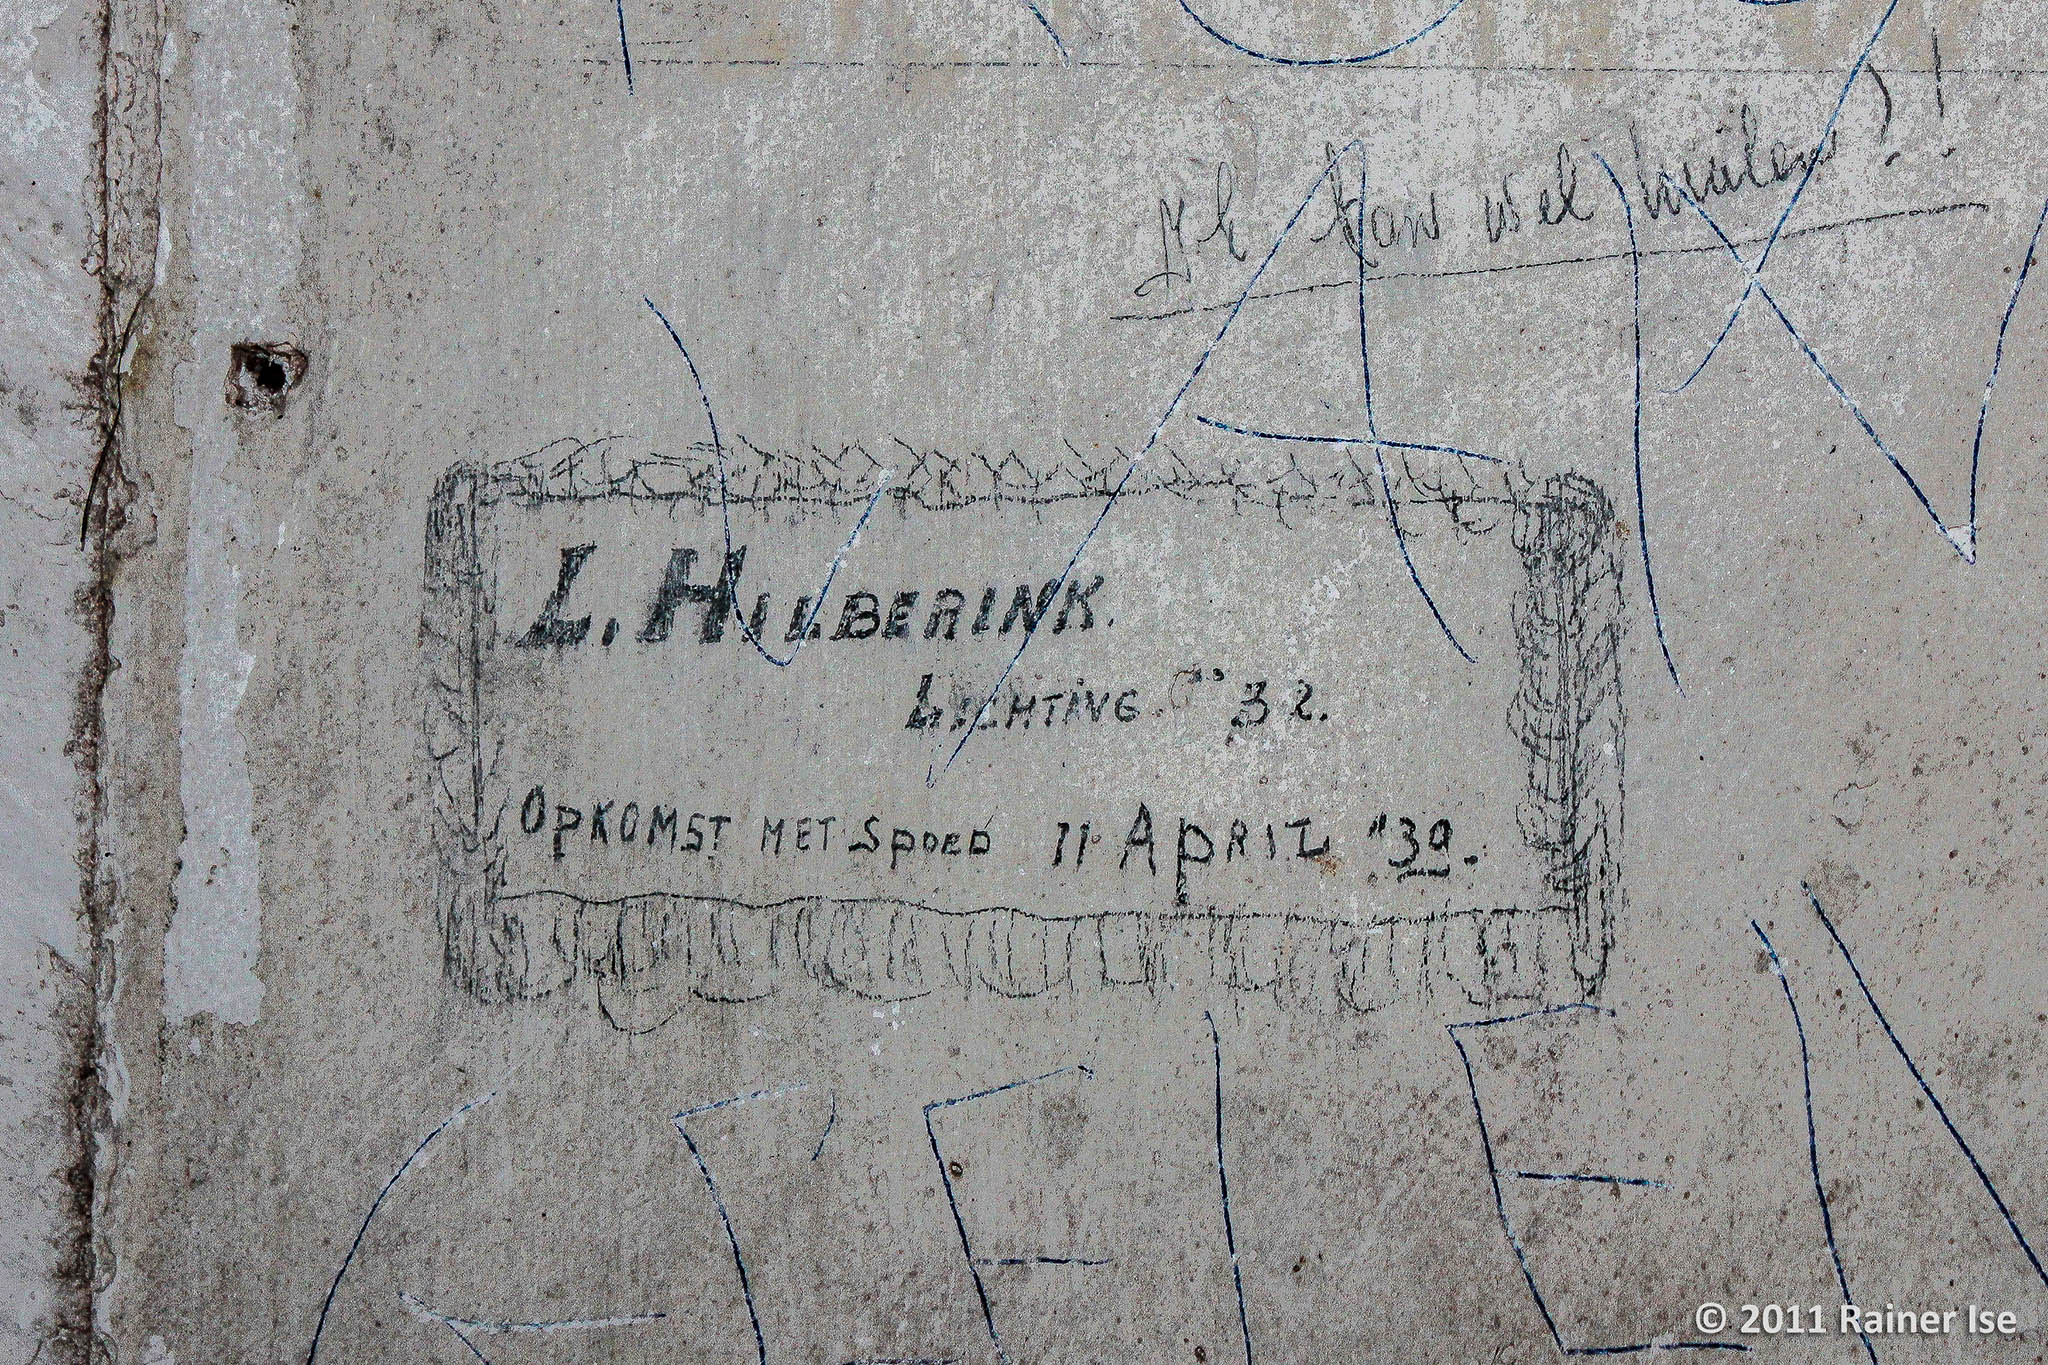 Ik kan wel huilen?!
L. HILBERINK.
LICHTING "32.
OPKOMST MET SPOED 11 APRIL "39.
© 2011 Rainer Ise